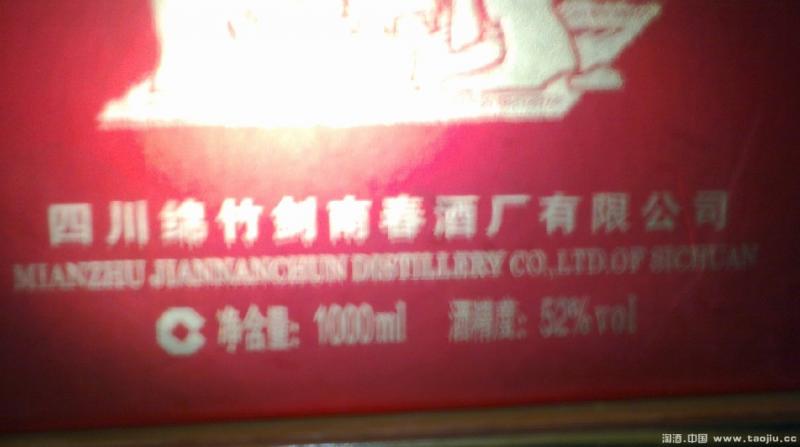 四川绵竹剑南春酒厂有限公司
MIANZHU JIANNANCHUN DISTILLERY CO.,LTD.OF SICHUAN
净含量: 1000ml 酒精度: 52%vol
淘酒.中国 www.taojiu.cc